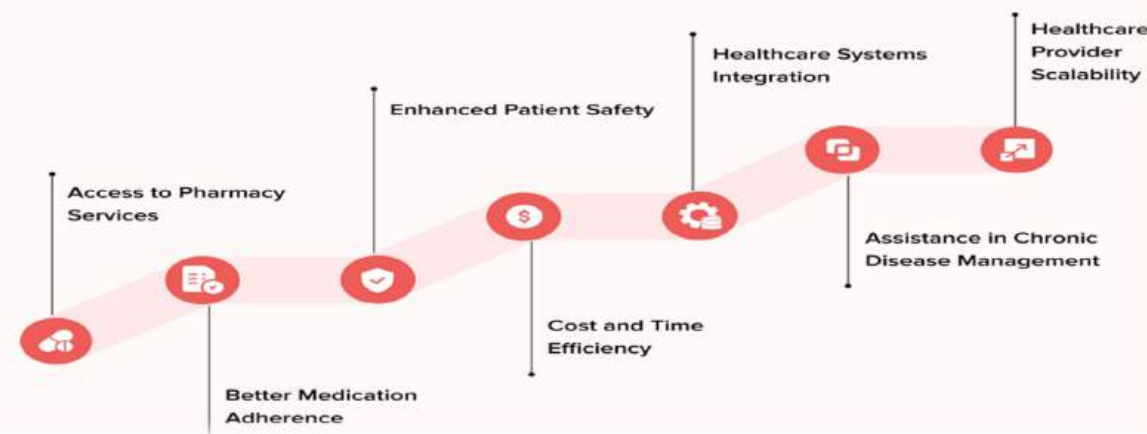 Access to Pharmacy
Services
Better Medication
Adherence
Enhanced Patient Safety
$
Cost and Time
Efficiency
Healthcare Systems
Integration
Assistance in Chronic
Disease Management
Healthcare
Provider
Scalability